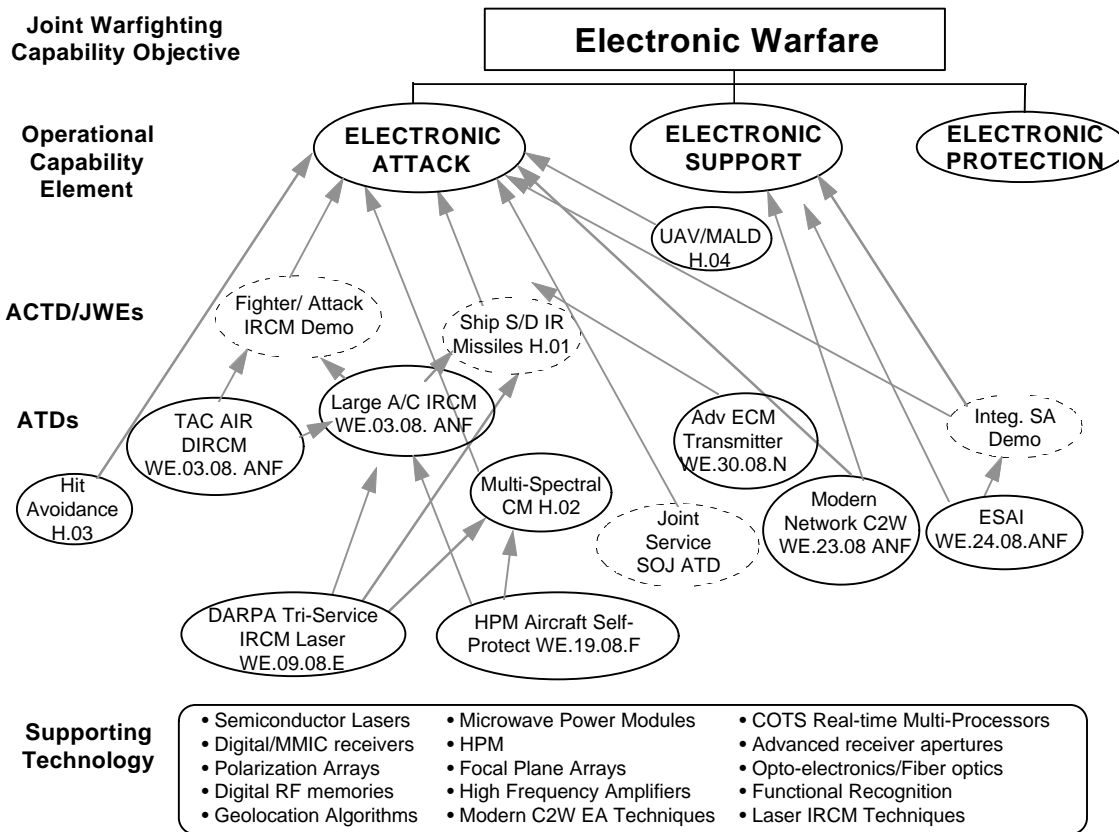 Joint Warfighting
Capability Objective
Electronic Warfare
Operational
Capability
Element
ELECTRONIC
ATTACK
ELECTRONIC
SUPPORT
ELECTRONIC
PROTECTION
UAV/MALD
H.04
ACTD/JWEs
Fighter/ Attack
IRCM Demo
Ship S/D IR
Missiles H.01
ATDs
TAC AIR
DIRCM
WE.03.08. ANF
Large A/C IRCM
WE.03.08. ANF
Adv ECM
Transmitter
WE.30.08.N
Integ. SA
Demo
Hit
Avoidance
H.03
Multi-Spectral
CM H.02
Joint
Service
SOJ ATD
Modern
Network C2W
WE.23.08 ANF
ESAI
WE.24.08.ANF
DARPA Tri-Service
IRCM Laser
WE.09.08.E
HPM Aircraft Self-
Protect WE.19.08.F
Supporting
Technology
• Semiconductor Lasers
• Digital/MMIC receivers
• Polarization Arrays
• Digital RF memories
• Geolocation Algorithms
• Microwave Power Modules
• HPM
• Focal Plane Arrays
• High Frequency Amplifiers
• Modern C2W EA Techniques
• COTS Real-time Multi-Processors
• Advanced receiver apertures
• Opto-electronics/Fiber optics
• Functional Recognition
• Laser IRCM Techniques